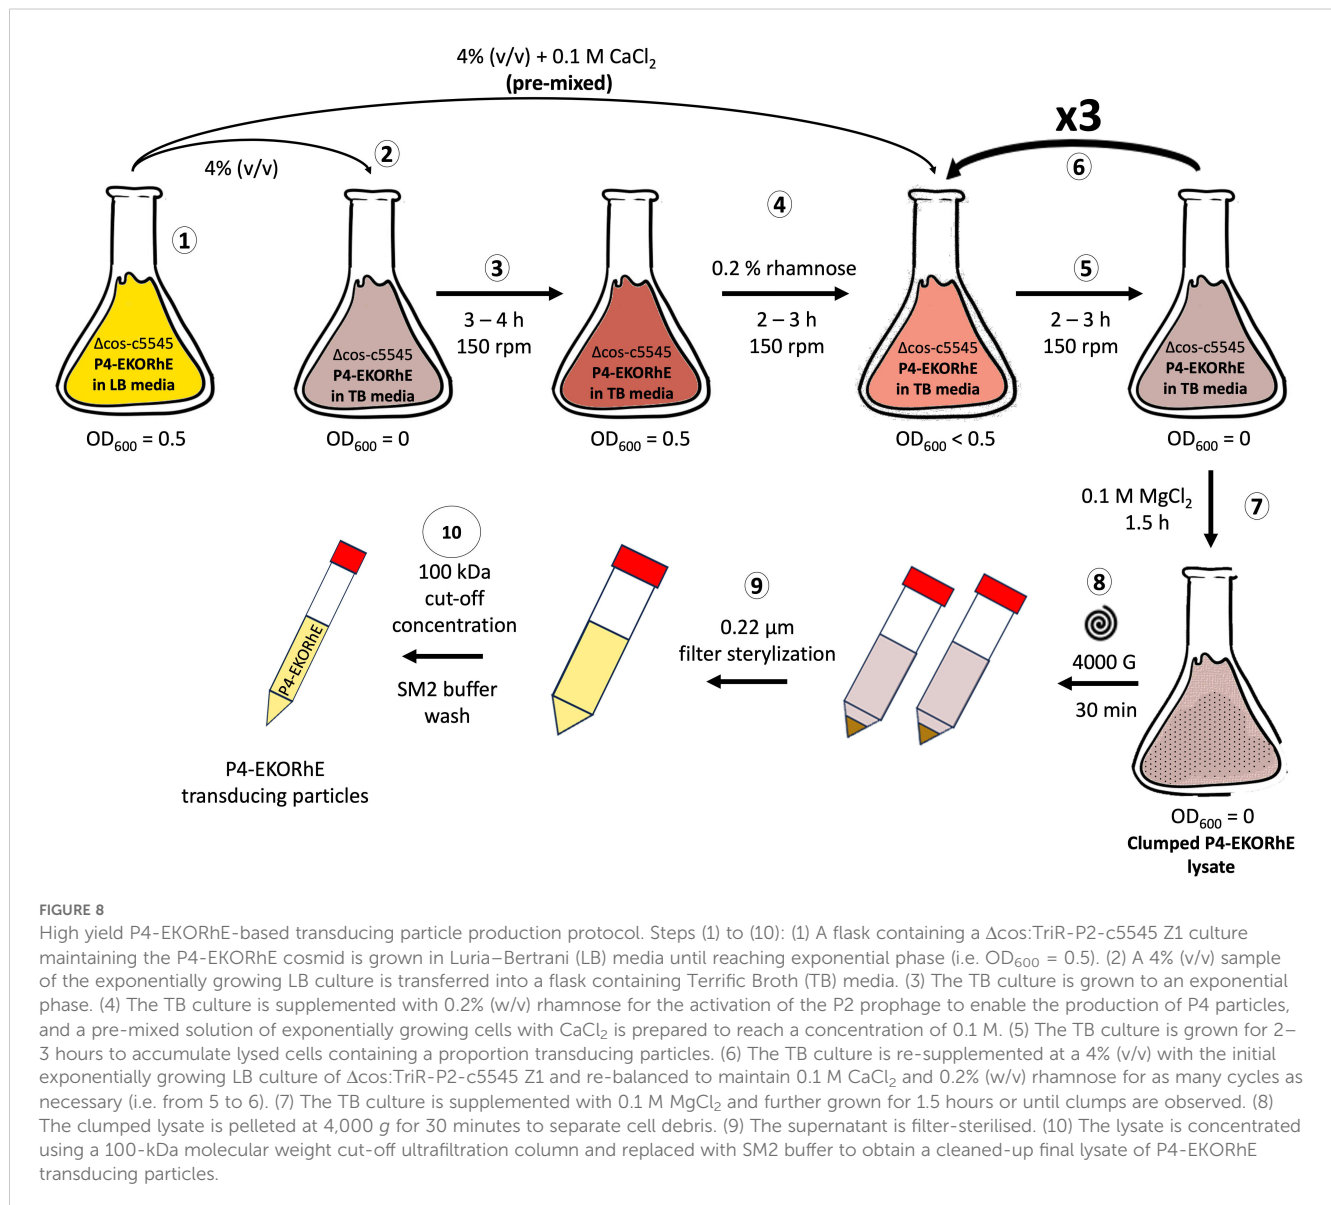 4% (v/v) + 0.1 M CaCl₂
(pre-mixed)
x3
4% (v/v)
2
6
1
4
3
3 – 4 h
150 rpm
0.2 % rhamnose
2 – 3 h
150 rpm
5
2 – 3 h
150 rpm
Δcos-c5545
P4-EKORhE
in LB media
Δcos-c5545
P4-EKORhE
in TB media
Δcos-c5545
P4-EKORhE
in TB media
Δcos-c5545
P4-EKORhE
in TB media
Δcos-c5545
P4-EKORhE
in TB media
OD₆₀₀ = 0.5
OD₆₀₀ = 0
OD₆₀₀ = 0.5
OD₆₀₀ < 0.5
OD₆₀₀ = 0
0.1 M MgCl₂
1.5 h
7
8
4000 G
30 min
OD₆₀₀ = 0
Clumped P4-EKORhE
lysate
9
0.22 µm
filter sterylization
10
100 kDa
cut-off
concentration
SM2 buffer
wash
P4-EKORhE
P4-EKORhE
transducing particles
FIGURE 8
High yield P4-EKORhE-based transducing particle production protocol. Steps (1) to (10): (1) A flask containing a Δcos:TriR-P2-c5545 Z1 culture
maintaining the P4-EKORhE cosmid is grown in Luria–Bertrani (LB) media until reaching exponential phase (i.e. OD₆₀₀ = 0.5). (2) A 4% (v/v) sample
of the exponentially growing LB culture is transferred into a flask containing Terrific Broth (TB) media. (3) The TB culture is grown to an exponential
phase. (4) The TB culture is supplemented with 0.2% (w/v) rhamnose for the activation of the P2 prophage to enable the production of P4 particles,
and a pre-mixed solution of exponentially growing cells with CaCl₂ is prepared to reach a concentration of 0.1 M. (5) The TB culture is grown for 2–
3 hours to accumulate lysed cells containing a proportion transducing particles. (6) The TB culture is re-supplemented at a 4% (v/v) with the initial
exponentially growing LB culture of Δcos:TriR-P2-c5545 Z1 and re-balanced to maintain 0.1 M CaCl₂ and 0.2% (w/v) rhamnose for as many cycles as
necessary (i.e. from 5 to 6). (7) The TB culture is supplemented with 0.1 M MgCl₂ and further grown for 1.5 hours or until clumps are observed. (8)
The clumped lysate is pelleted at 4,000 g for 30 minutes to separate cell debris. (9) The supernatant is filter-sterilised. (10) The lysate is concentrated
using a 100-kDa molecular weight cut-off ultrafiltration column and replaced with SM2 buffer to obtain a cleaned-up final lysate of P4-EKORhE
transducing particles.